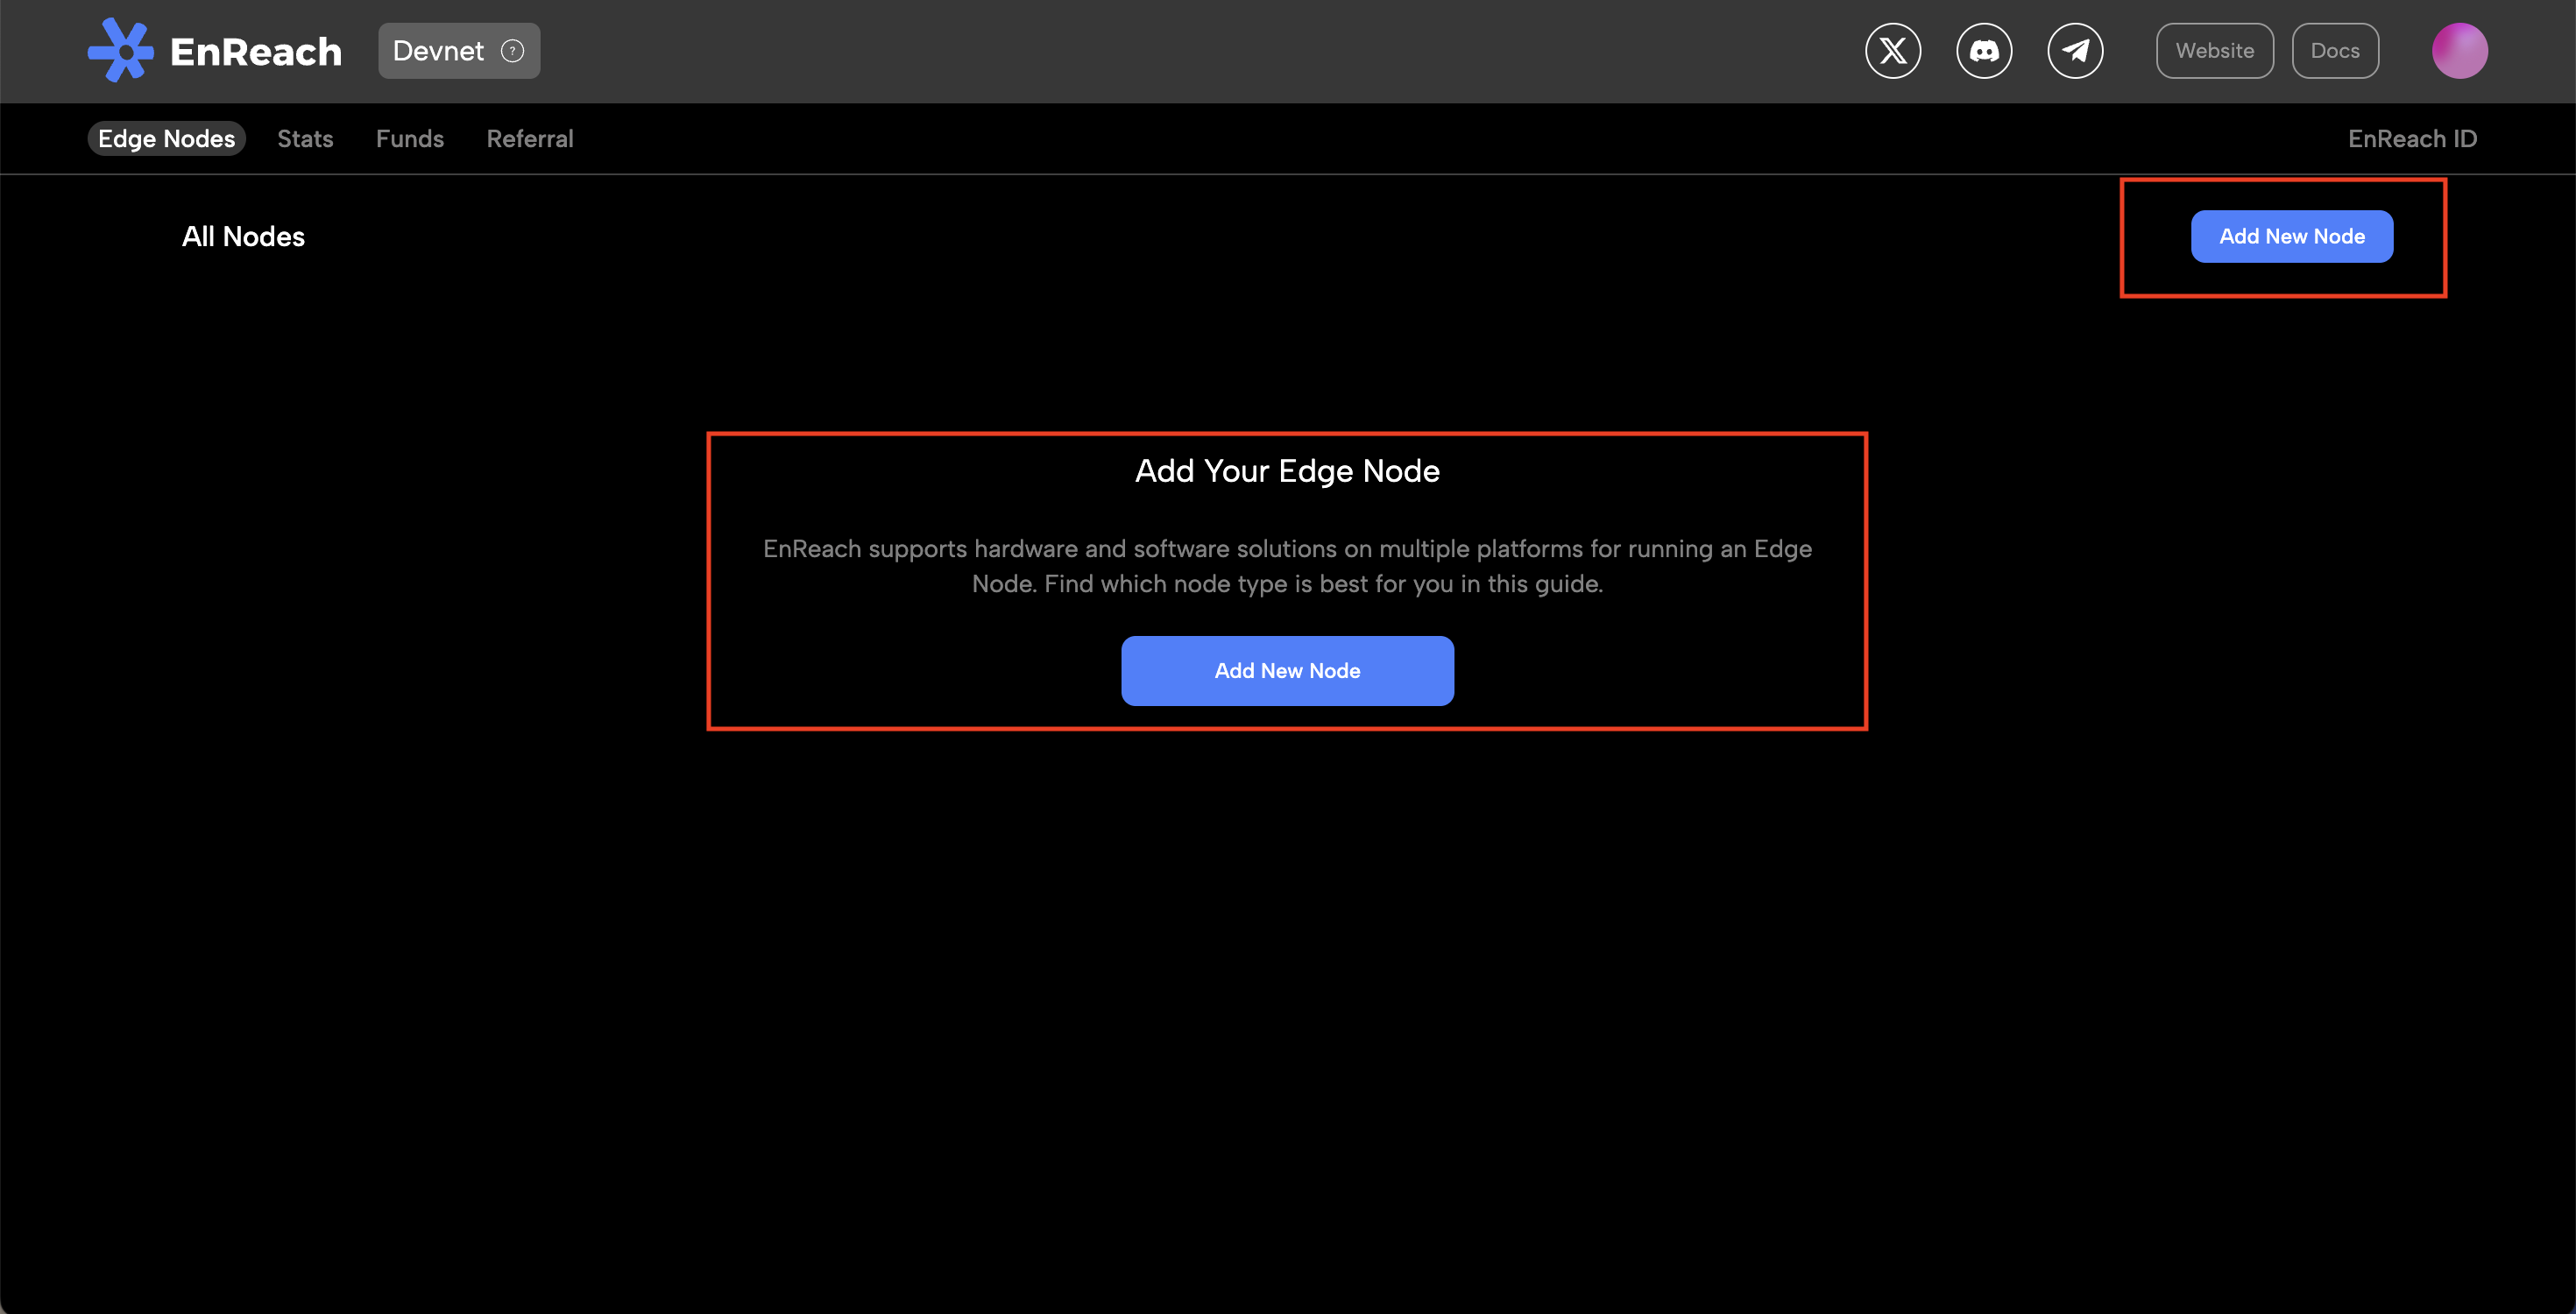 EnReach
Devnet ?
Website
Docs
Edge Nodes
Stats
Funds
Referral
EnReach ID
All Nodes
Add New Node
Add Your Edge Node
EnReach supports hardware and software solutions on multiple platforms for running an Edge
Node. Find which node type is best for you in this guide.
Add New Node